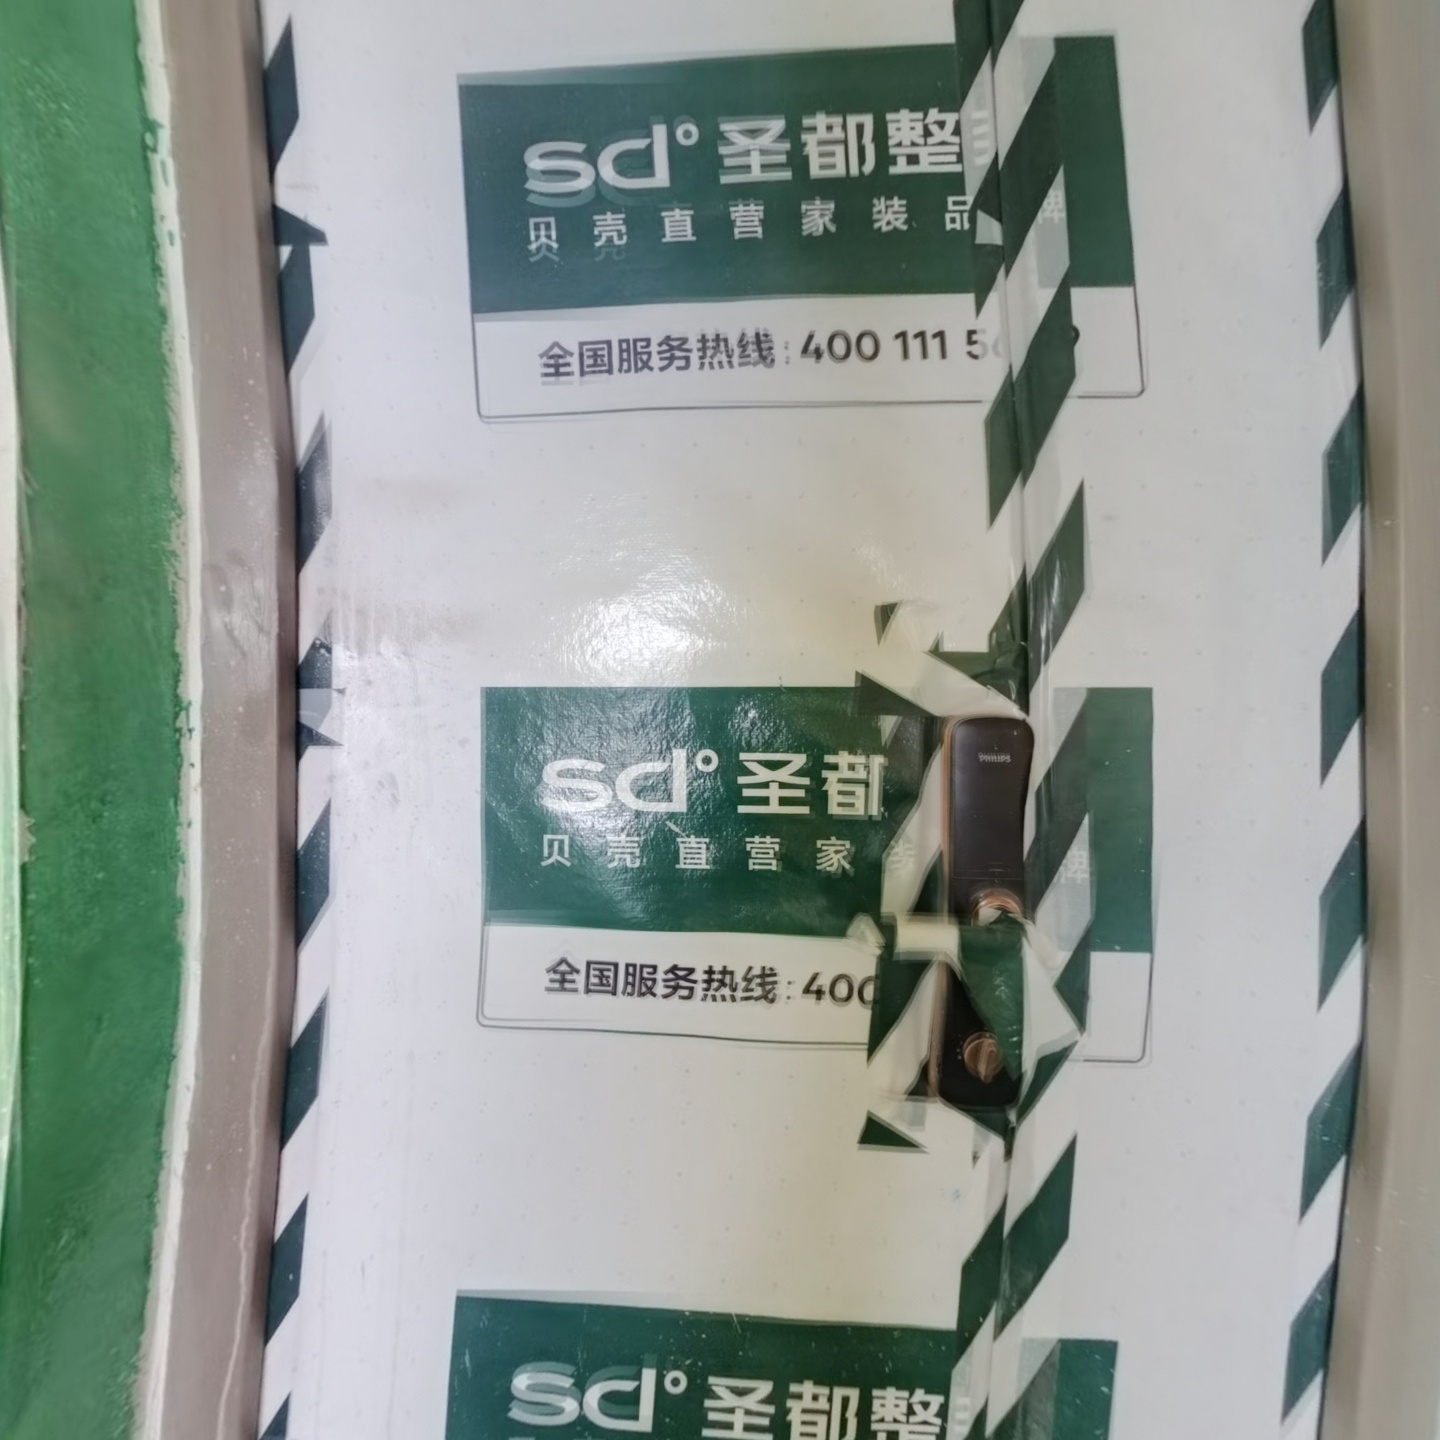 sd° 圣都整
贝壳直营家装品牌
全国服务热线:400 111 5
sd° 圣都
贝壳直营家装 牌
全国服务热线:400
PHILIPS
sd° 圣都整